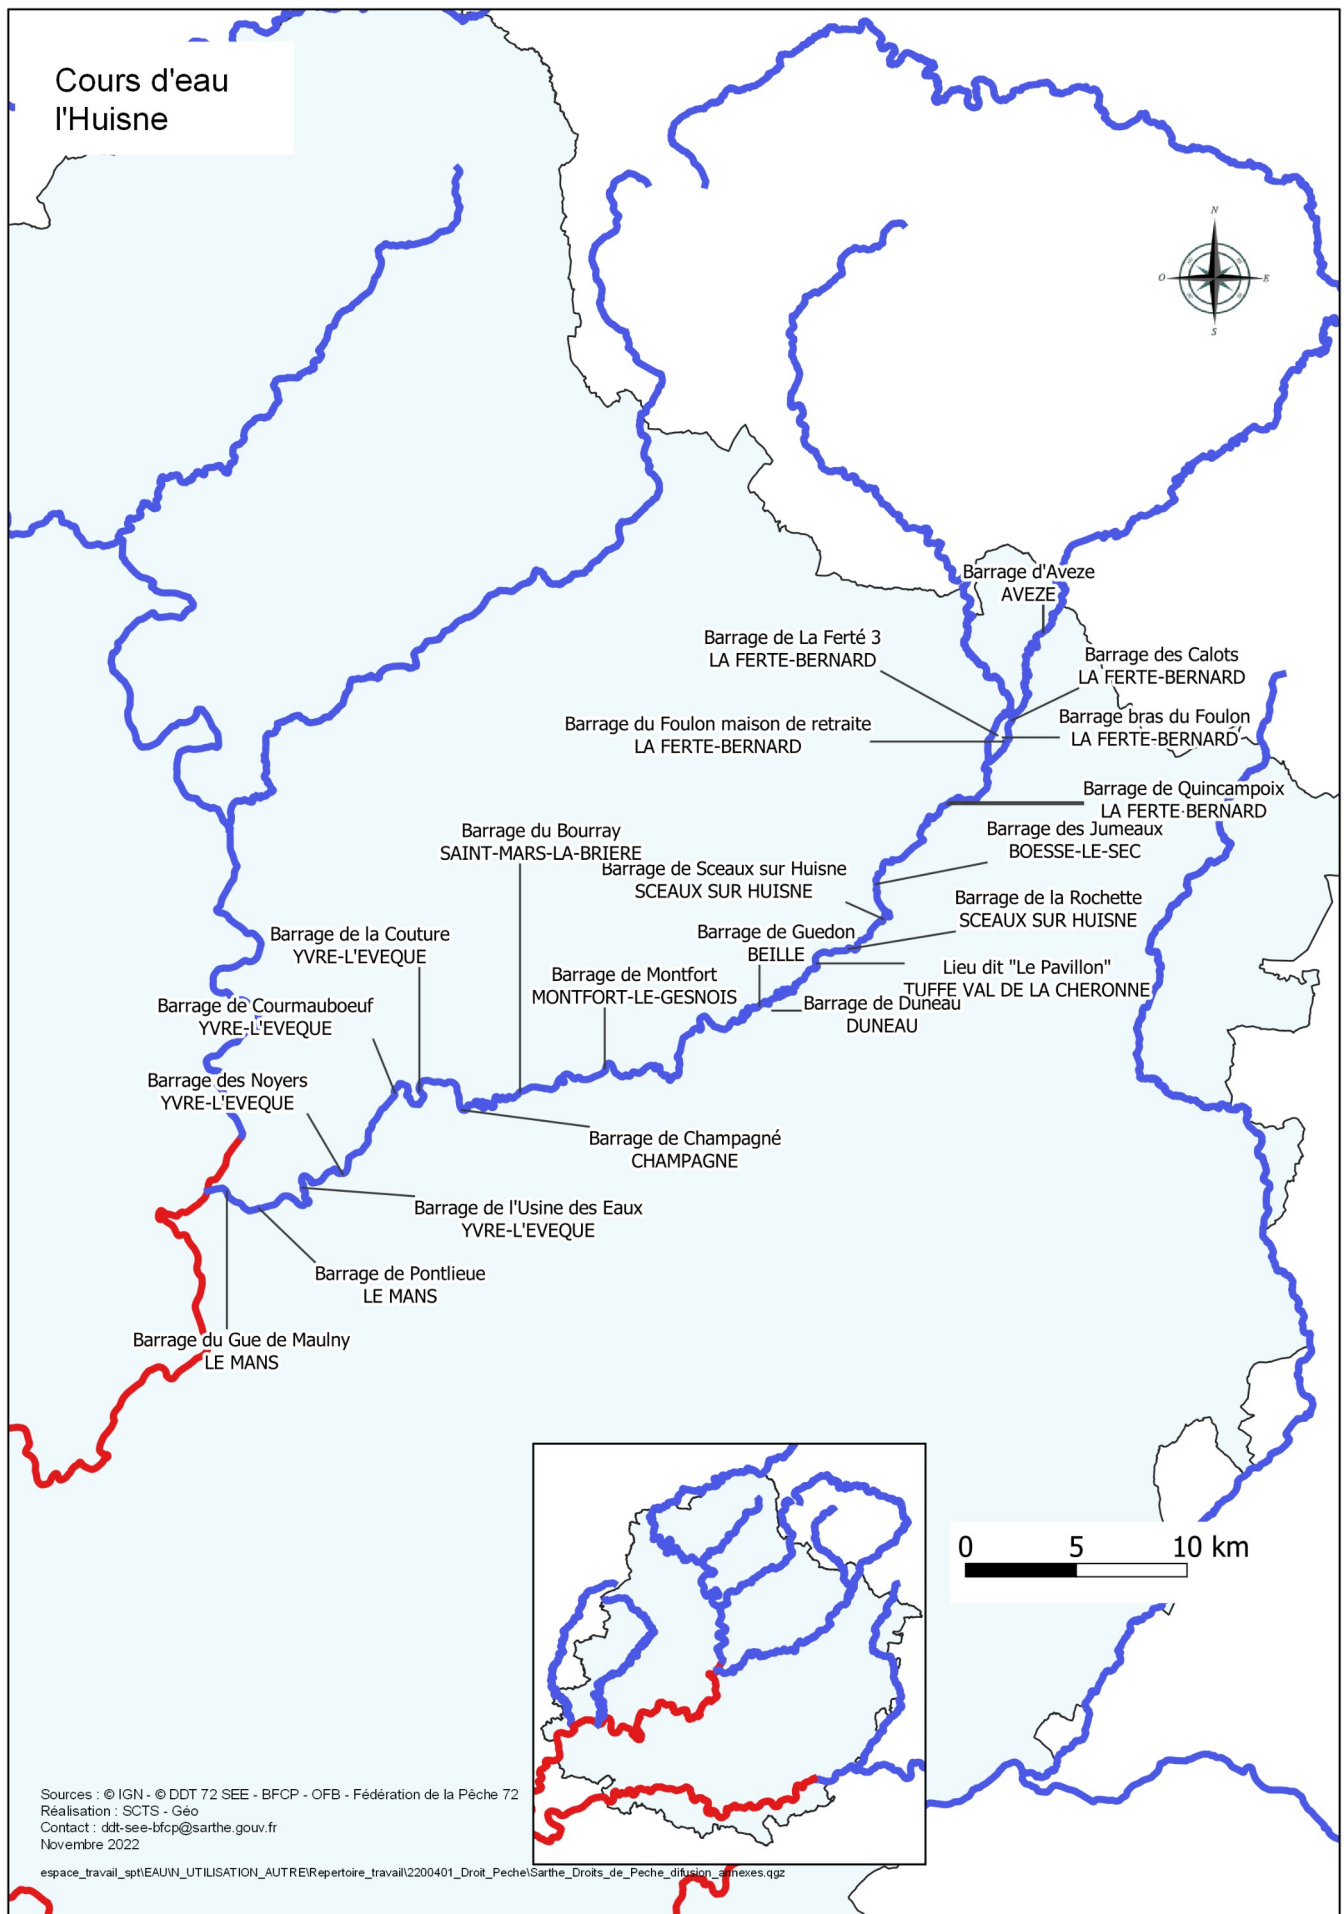 Cours d'eau
l'Huisne
N
O
E
S
Barrage d'Aveze
AVEZE
Barrage de La Ferté 3
LA FERTE-BERNARD
Barrage des Calots
LA FERTE-BERNARD
Barrage du Foulon maison de retraite
LA FERTE-BERNARD
Barrage bras du Foulon
LA FERTE-BERNARD
Barrage de Quincampoix
LA FERTE-BERNARD
Barrage des Jumeaux
BOESSE-LE-SEC
Barrage du Bourray
SAINT-MARS-LA-BRIERE
Barrage de Sceaux sur Huisne
SCEAUX SUR HUISNE
Barrage de la Rochette
SCEAUX SUR HUISNE
Barrage de la Couture
YVRE-L'EVEQUE
Barrage de Guedon
BEILLE
Barrage de Montfort
MONTFORT-LE-GESNOIS
Lieu dit "Le Pavillon"
TUFFE VAL DE LA CHERONNE
Barrage de Courmauboeuf
YVRE-L'EVEQUE
Barrage de Duneau
DUNEAU
Barrage des Noyers
YVRE-L'EVEQUE
Barrage de Champagné
CHAMPAGNE
Barrage de l'Usine des Eaux
YVRE-L'EVEQUE
Barrage de Pontlieue
LE MANS
Barrage du Gue de Maulny
LE MANS
0 5 10 km
Sources : © IGN - © DDT 72 SEE - BFCP - OFB - Fédération de la Pêche 72
Réalisation : SCTS - Géo
Contact : ddt-see-bfcp@sarthe.gouv.fr
Novembre 2022
espace_travail_spt\EAU\N_UTILISATION_AUTRE\Repertoire_travail\2200401_Droit_Peche\Sarthe_Droits_de_Peche_difusion_annexes.qgz